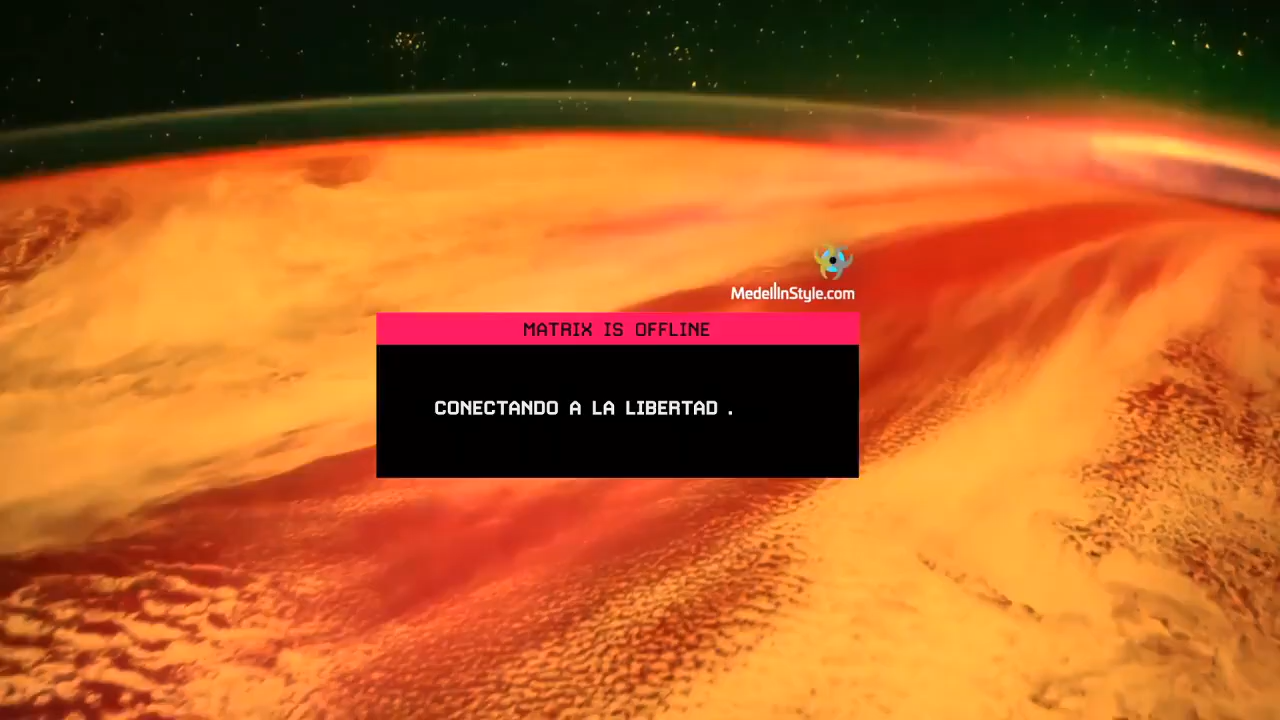 MedellinStyle.com
MATRIX IS OFFLINE
CONECTANDO A LA LIBERTAD .